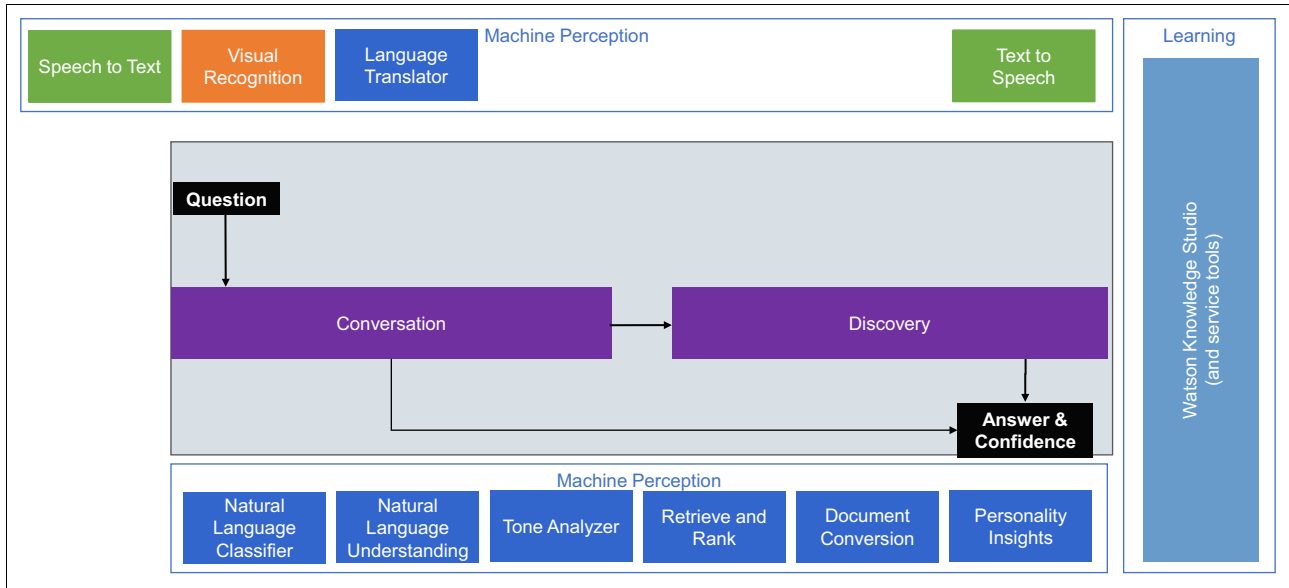 Machine Perception
Speech to Text
Visual
Recognition
Language
Translator
Text to
Speech
Learning
Watson Knowledge Studio
(and service tools)
Question
Conversation
Discovery
Answer &
Confidence
Machine Perception
Natural
Language
Classifier
Natural
Language
Understanding
Tone Analyzer
Retrieve and
Rank
Document
Conversion
Personality
Insights